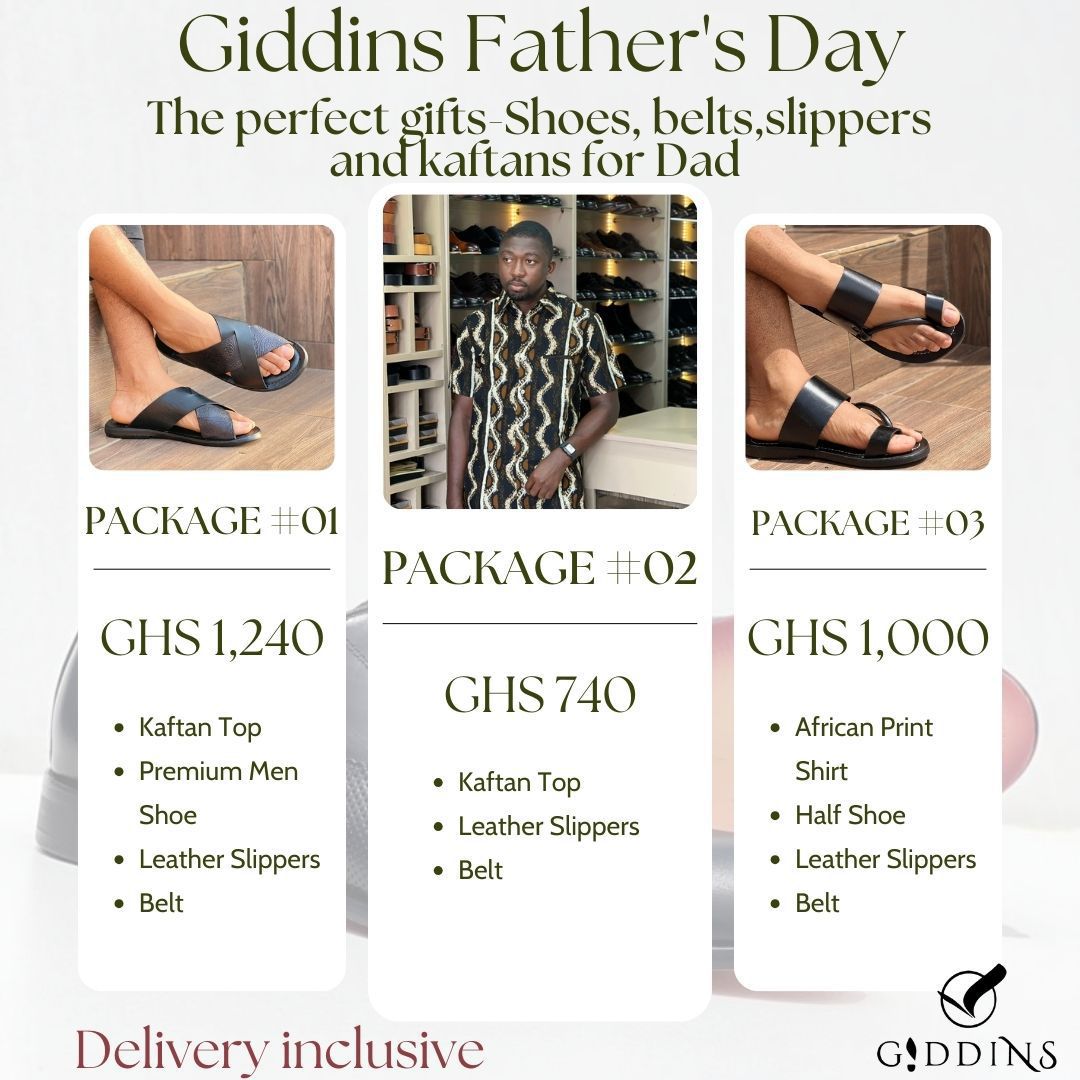 Giddins Father's Day
The perfect gifts-Shoes, belts,slippers
and kaftans for Dad
PACKAGE #01
GHS 1,240
• Kaftan Top
• Premium Men
Shoe
• Leather Slippers
• Belt
PACKAGE #02
GHS 740
• Kaftan Top
• Leather Slippers
• Belt
PACKAGE #03
GHS 1,000
• African Print
Shirt
• Half Shoe
• Leather Slippers
• Belt
Delivery inclusive
GIDDINS